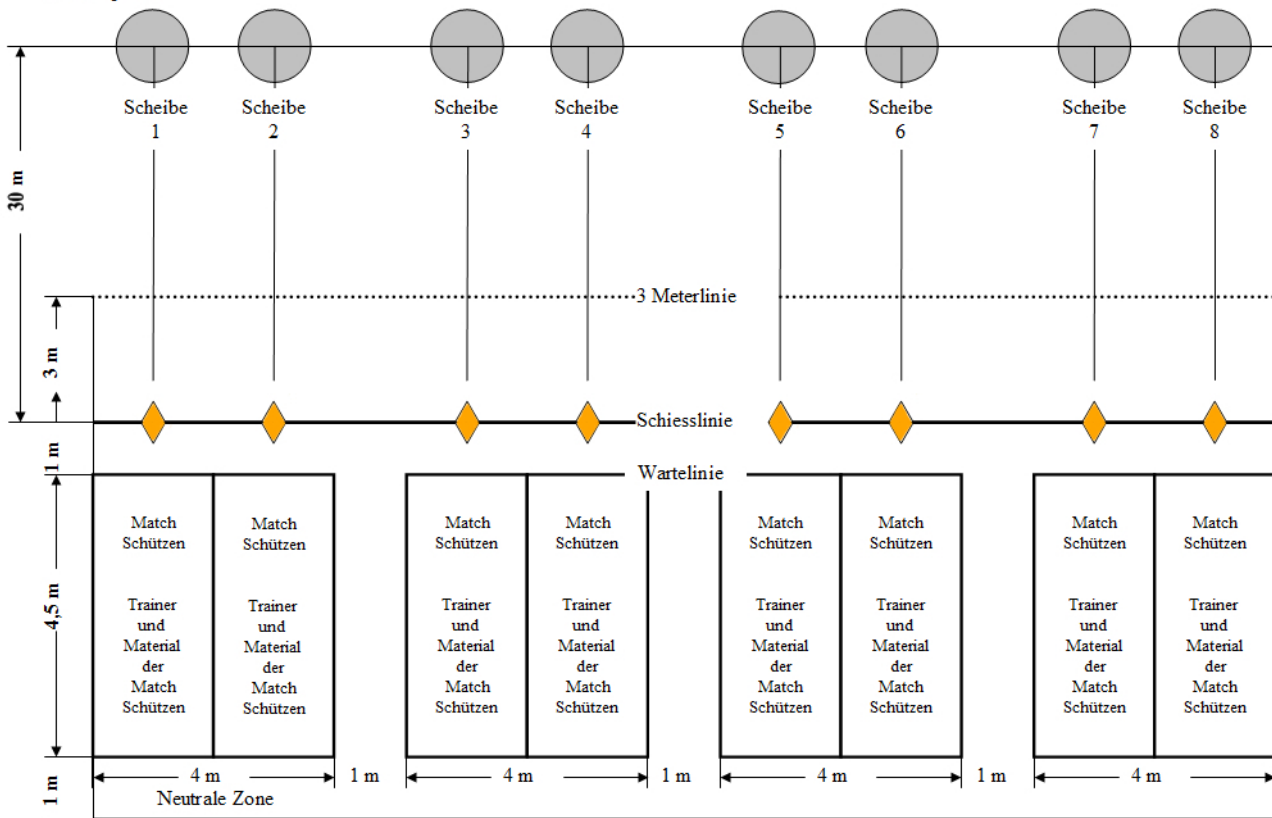 Scheibe
1
Scheibe
2
Scheibe
3
Scheibe
4
Scheibe
5
Scheibe
6
Scheibe
7
Scheibe
8
30 m
3 Meterlinie
3 m
Schiesslinie
1 m
Wartelinie
4,5 m
Match
Schützen
Trainer
und
Material
der
Match
Schützen
Match
Schützen
Trainer
und
Material
der
Match
Schützen
Match
Schützen
Trainer
und
Material
der
Match
Schützen
Match
Schützen
Trainer
und
Material
der
Match
Schützen
Match
Schützen
Trainer
und
Material
der
Match
Schützen
Match
Schützen
Trainer
und
Material
der
Match
Schützen
Match
Schützen
Trainer
und
Material
der
Match
Schützen
Match
Schützen
Trainer
und
Material
der
Match
Schützen
4 m
1 m
4 m
1 m
4 m
1 m
4 m
1 m
Neutrale Zone